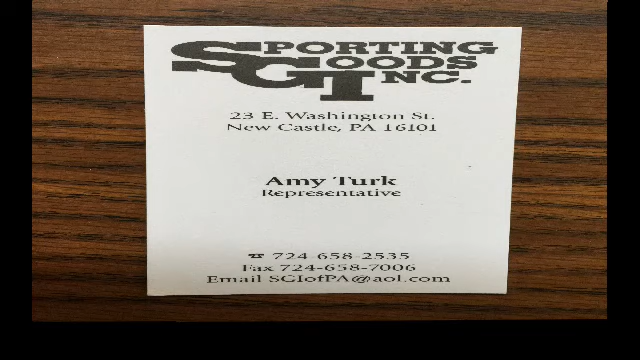 SPORTING
GOODS
INC.
23 E. Washington St.
New Castle, PA 16101
Amy Turk
Representative
☎ 724-658-2535
Fax 724-658-7006
Email SGIofPA@aol.com